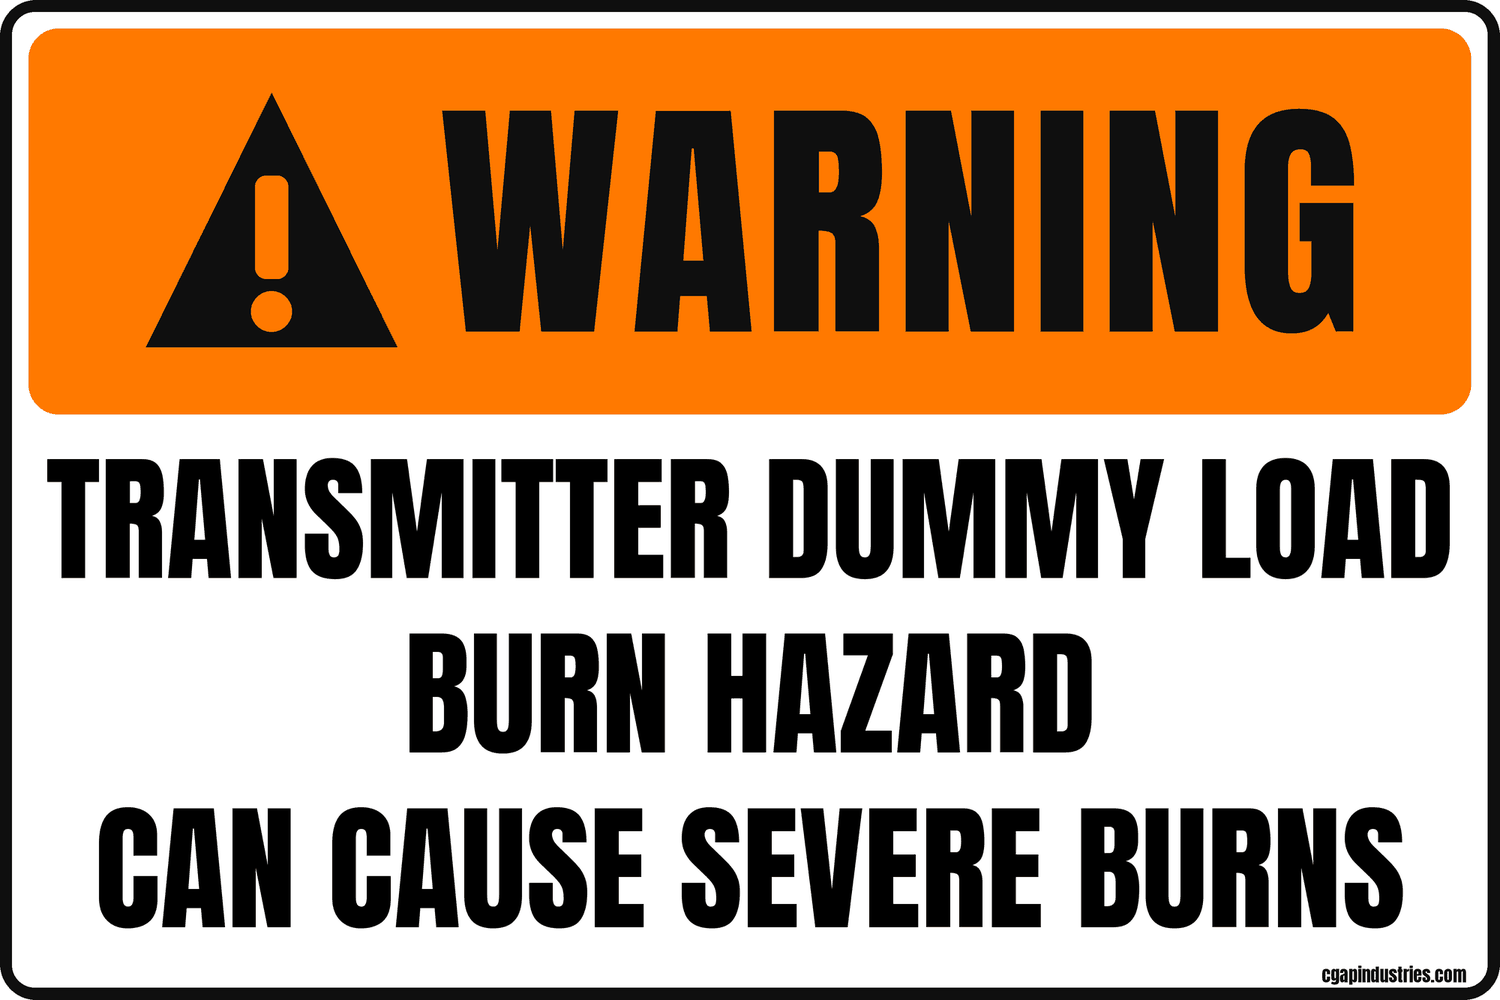 WARNING
TRANSMITTER DUMMY LOAD
BURN HAZARD
CAN CAUSE SEVERE BURNS
cgapindustries.com